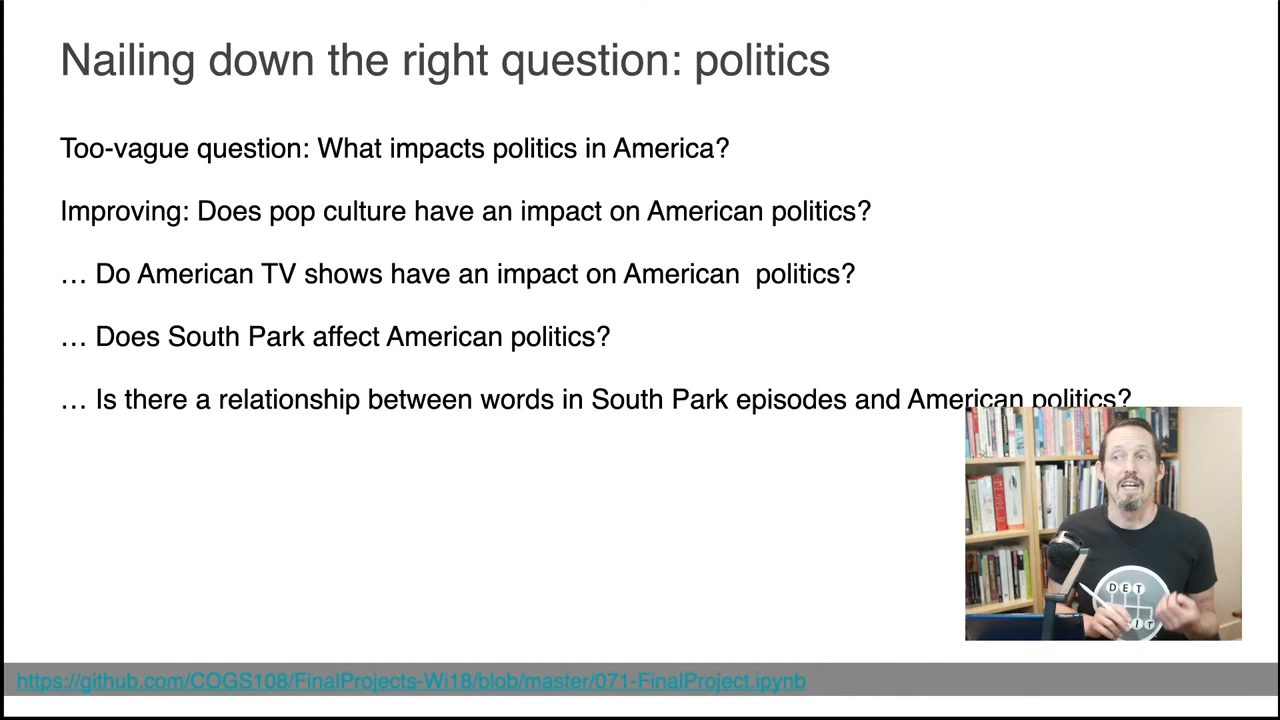 Nailing down the right question: politics
Too-vague question: What impacts politics in America?
Improving: Does pop culture have an impact on American politics?
… Do American TV shows have an impact on American  politics?
… Does South Park affect American politics?
… Is there a relationship between words in South Park episodes and American politics?
D E T
https://github.com/COGS108/FinalProjects-Wi18/blob/master/071-FinalProject.ipynb